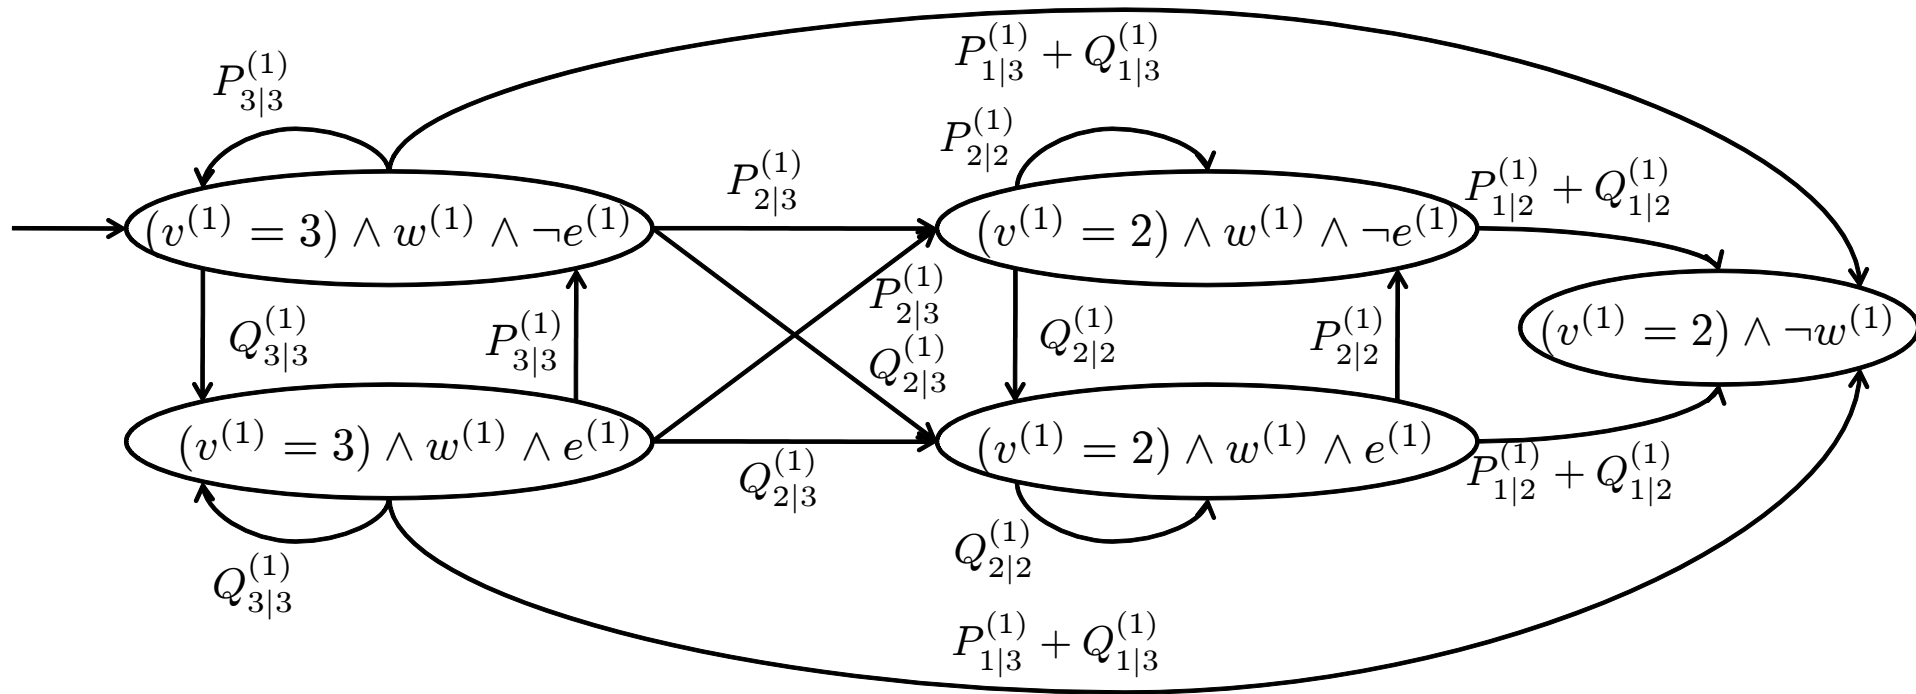 P_{1|3}^{(1)} + Q_{1|3}^{(1)}
P_{3|3}^{(1)}
P_{2|2}^{(1)}
P_{2|3}^{(1)}
P_{1|2}^{(1)} + Q_{1|2}^{(1)}
(v^{(1)} = 3) ∧ w^{(1)} ∧ ¬e^{(1)}
(v^{(1)} = 2) ∧ w^{(1)} ∧ ¬e^{(1)}
P_{2|3}^{(1)}
Q_{3|3}^{(1)}
P_{3|3}^{(1)}
Q_{2|3}^{(1)}
Q_{2|2}^{(1)}
P_{2|2}^{(1)}
(v^{(1)} = 2) ∧ ¬w^{(1)}
(v^{(1)} = 3) ∧ w^{(1)} ∧ e^{(1)}
(v^{(1)} = 2) ∧ w^{(1)} ∧ e^{(1)}
Q_{2|3}^{(1)}
P_{1|2}^{(1)} + Q_{1|2}^{(1)}
Q_{3|3}^{(1)}
Q_{2|2}^{(1)}
P_{1|3}^{(1)} + Q_{1|3}^{(1)}